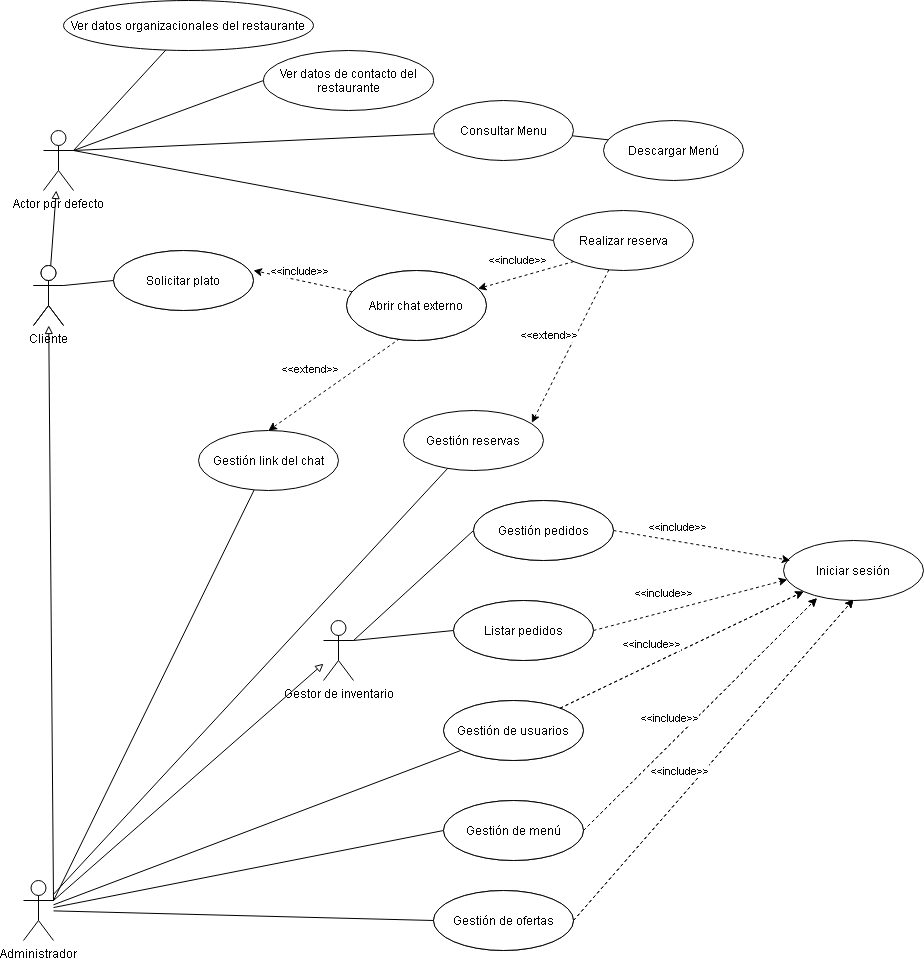 Ver datos organizacionales del restaurante
Ver datos de contacto del
restaurante
Consultar Menu
Descargar Menú
Actor por defecto
Realizar reserva
<<include>>
<<include>>
Solicitar plato
Abrir chat externo
Cliente
<<extend>>
<<extend>>
Gestión reservas
Gestión link del chat
Gestión pedidos
<<include>>
Iniciar sesión
<<include>>
Listar pedidos
<<include>>
Gestor de inventario
<<include>>
Gestión de usuarios
<<include>>
Gestión de menú
Gestión de ofertas
Administrador